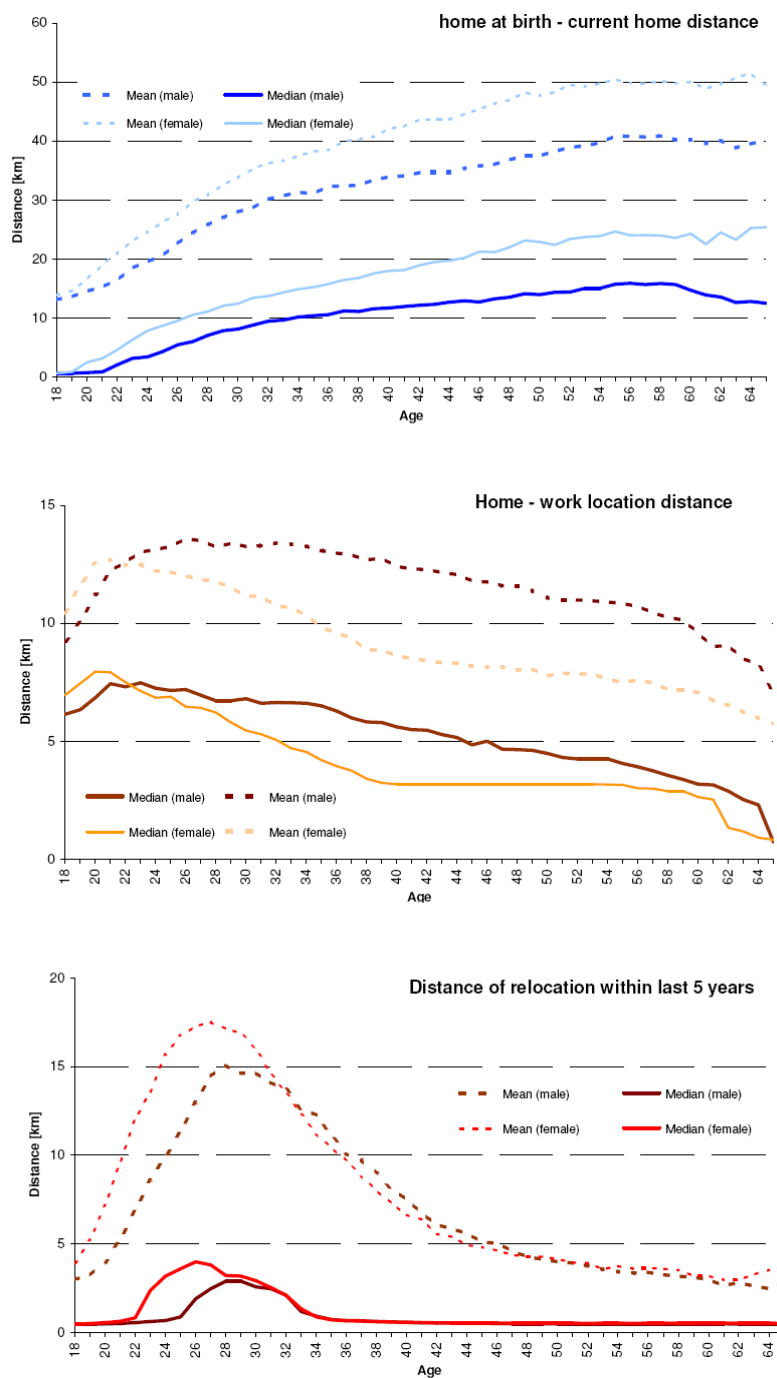 home at birth - current home distance
60
50
40
30
20
10
0
Distance [km]
Mean (male)
Median (male)
Mean (female)
Median (female)
18 20 22 24 26 28 30 32 34 36 38 40 42 44 46 48 50 52 54 56 58 60 62 64
Age
Home - work location distance
15
10
5
0
Distance [km]
Median (male)
Mean (male)
Median (female)
Mean (female)
18 20 22 24 26 28 30 32 34 36 38 40 42 44 46 48 50 52 54 56 58 60 62 64
Age
Distance of relocation within last 5 years
20
15
10
5
0
Distance [km]
Mean (male)
Median (male)
Mean (female)
Median (female)
18 20 22 24 26 28 30 32 34 36 38 40 42 44 46 48 50 52 54 56 58 60 62 64
Age